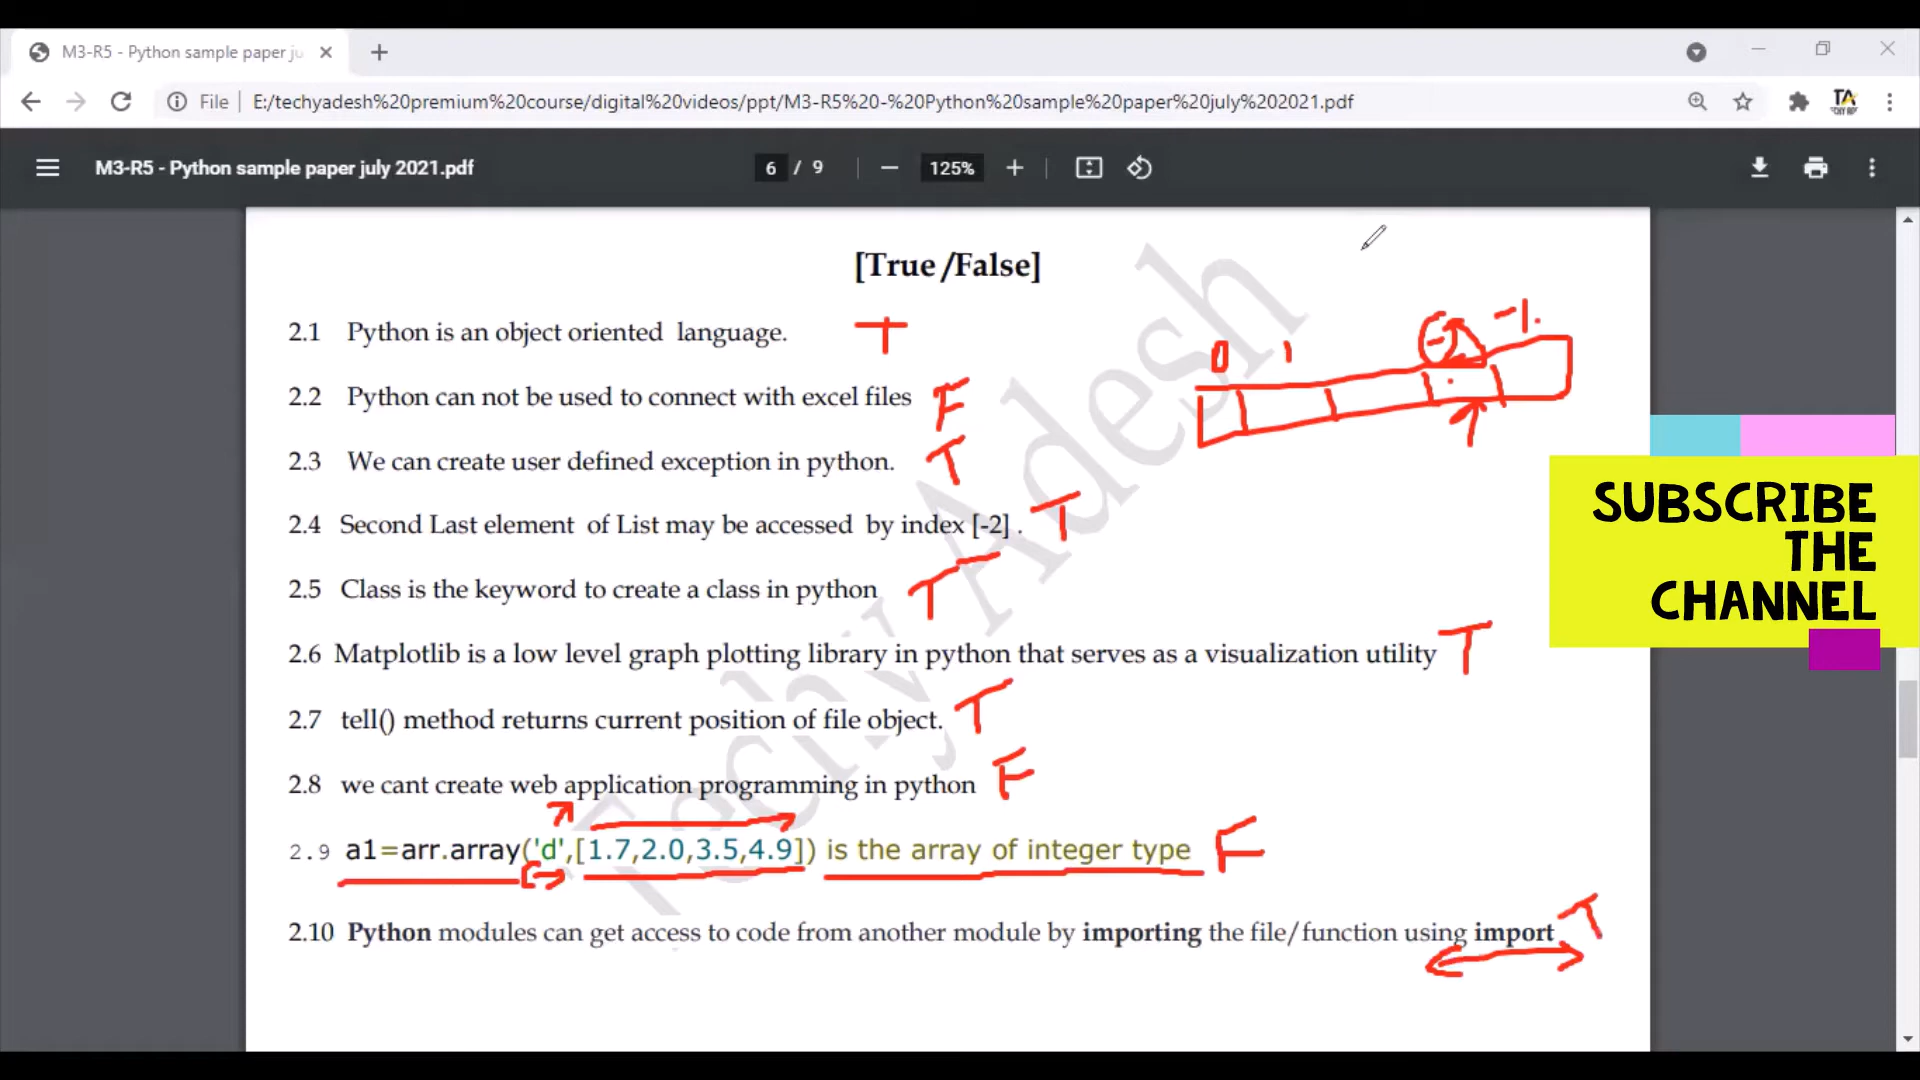 M3-R5 - Python sample paper ju
File
E:/techyadesh%20premium%20course/digital%20videos/ppt/M3-R5%20-%20Python%20sample%20paper%20july%202021.pdf
TA
M3-R5 - Python sample paper july 2021.pdf
6 / 9
125%
[True/False]
2.1 Python is an object oriented language. T
2.2 Python can not be used to connect with excel files F
2.3 We can create user defined exception in python. T
2.4 Second Last element of List may be accessed by index [-2] . T
2.5 Class is the keyword to create a class in python T
2.6 Matplotlib is a low level graph plotting library in python that serves as a visualization utility T
2.7 tell() method returns current position of file object. T
2.8 we cant create web application programming in python F
2.9 a1=arr.array('d',[1.7,2.0,3.5,4.9]) is the array of integer type F
2.10 Python modules can get access to code from another module by importing the file/function using import T
0 1 -1
Techy Adesh
SUBSCRIBE
THE
CHANNEL